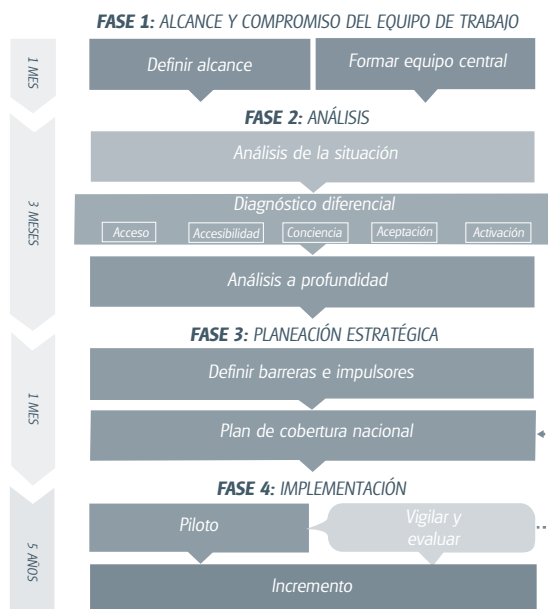 FASE 1: ALCANCE Y COMPROMISO DEL EQUIPO DE TRABAJO
1 MES
Definir alcance
Formar equipo central
FASE 2: ANÁLISIS
3 MESES
Análisis de la situación
Diagnóstico diferencial
Acceso
Accesibilidad
Conciencia
Aceptación
Activación
Análisis a profundidad
FASE 3: PLANEACIÓN ESTRATÉGICA
1 MES
Definir barreras e impulsores
Plan de cobertura nacional
FASE 4: IMPLEMENTACIÓN
5 AÑOS
Piloto
Vigilar y
evaluar
Incremento